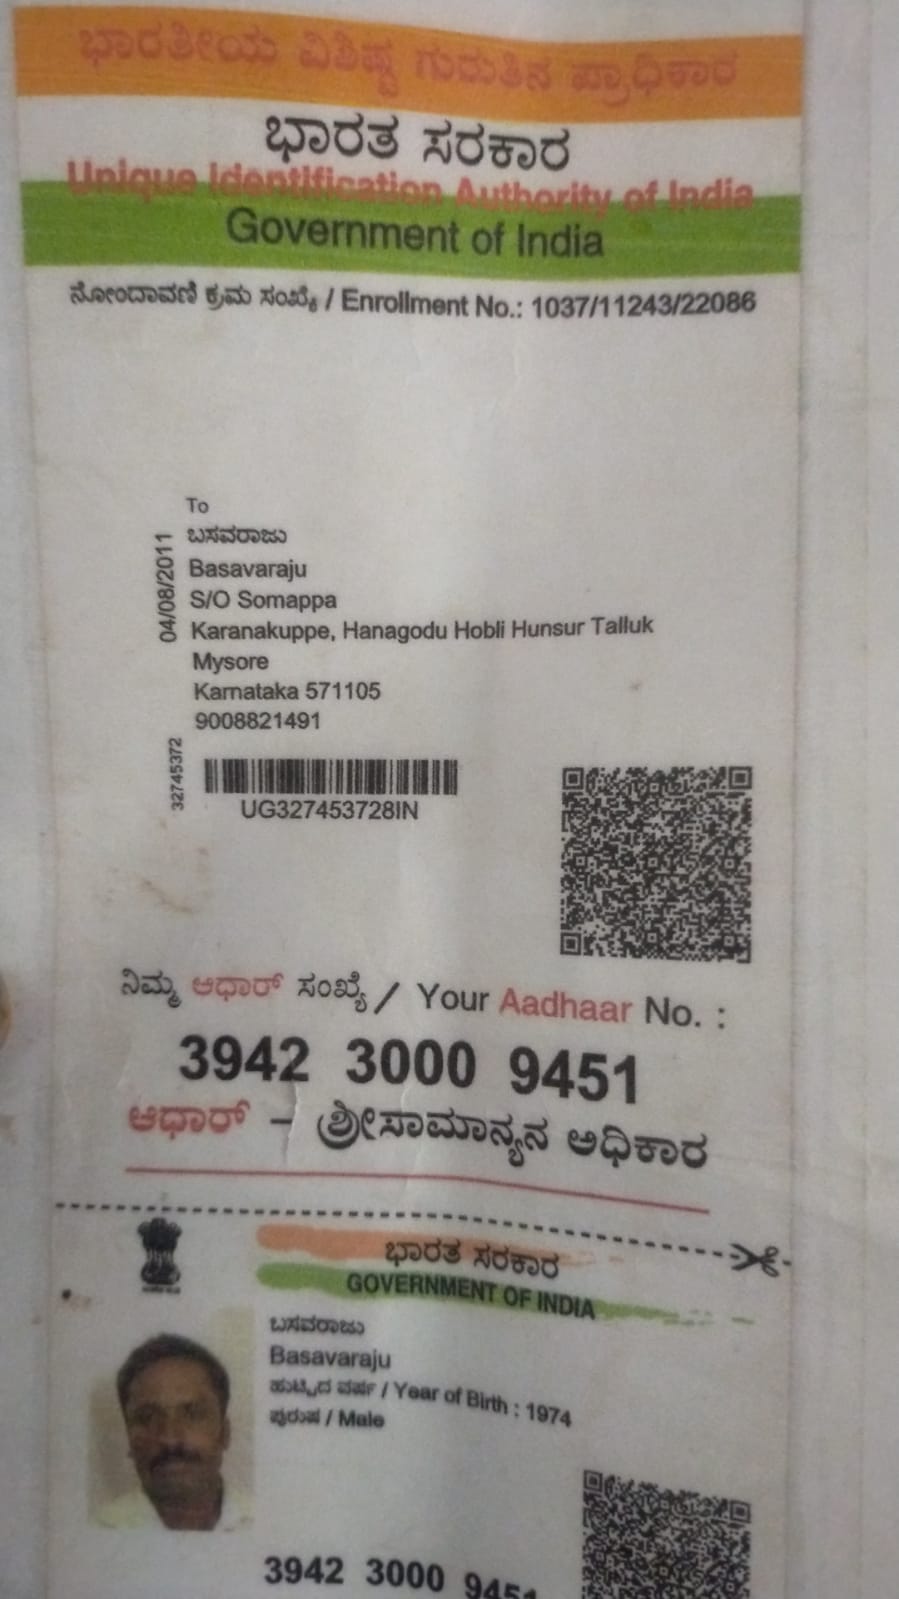 ಭಾರತೀಯ ವಿಶಿಷ್ಟ ಗುರುತಿನ ಪ್ರಾಧಿಕಾರ
ಭಾರತ ಸರಕಾರ
Unique Identification Authority of India
Government of India
ನೋಂದಾವಣಿ ಕ್ರಮ ಸಂಖ್ಯೆ / Enrollment No.: 1037/11243/22086
04/08/2011
To
ಬಸವರಾಜು
Basavaraju
S/O Somappa
Karanakuppe, Hanagodu Hobli Hunsur Talluk
Mysore
Karnataka 571105
9008821491
32745372
UG327453728IN
ನಿಮ್ಮ ಆಧಾರ್ ಸಂಖ್ಯೆ / Your Aadhaar No. :
3942 3000 9451
ಆಧಾರ್ – ಶ್ರೀಸಾಮಾನ್ಯನ ಅಧಿಕಾರ
ಭಾರತ ಸರಕಾರ
GOVERNMENT OF INDIA
ಬಸವರಾಜು
Basavaraju
ಹುಟ್ಟಿದ ವರ್ಷ / Year of Birth : 1974
ಪುರುಷ / Male
3942 3000 9451